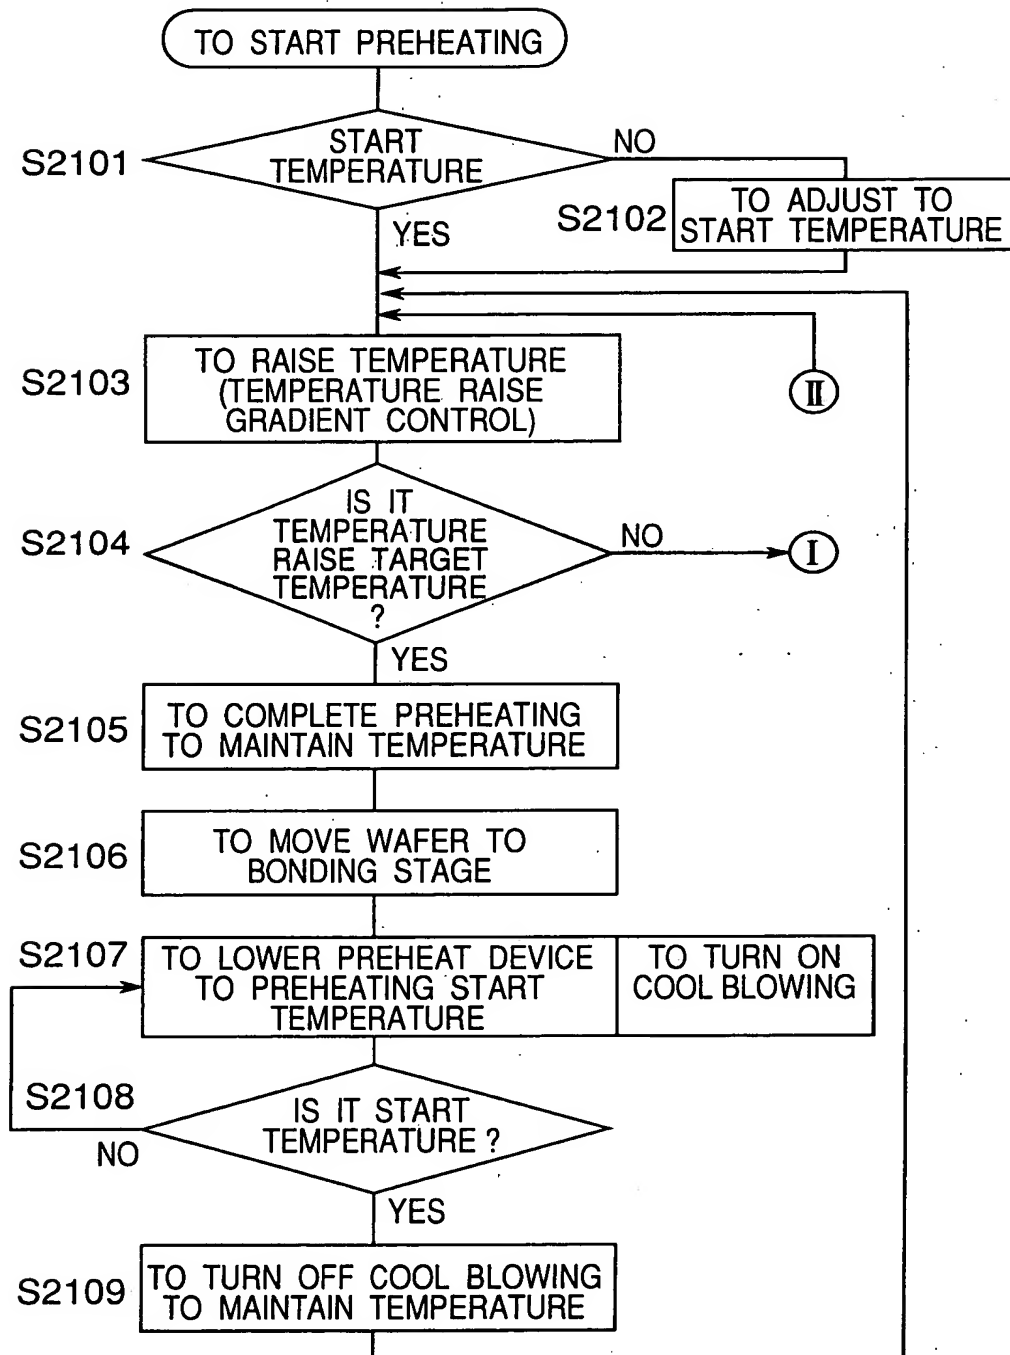 TO START PREHEATING
S2101
START
TEMPERATURE
NO
YES
S2102
TO ADJUST TO
START TEMPERATURE
S2103
TO RAISE TEMPERATURE
(TEMPERATURE RAISE
GRADIENT CONTROL)
II
S2104
IS IT
TEMPERATURE
RAISE TARGET
TEMPERATURE
?
NO
I
YES
S2105
TO COMPLETE PREHEATING
TO MAINTAIN TEMPERATURE
S2106
TO MOVE WAFER TO
BONDING STAGE
S2107
TO LOWER PREHEAT DEVICE
TO PREHEATING START
TEMPERATURE
TO TURN ON
COOL BLOWING
S2108
IS IT START
TEMPERATURE ?
NO
YES
S2109
TO TURN OFF COOL BLOWING
TO MAINTAIN TEMPERATURE